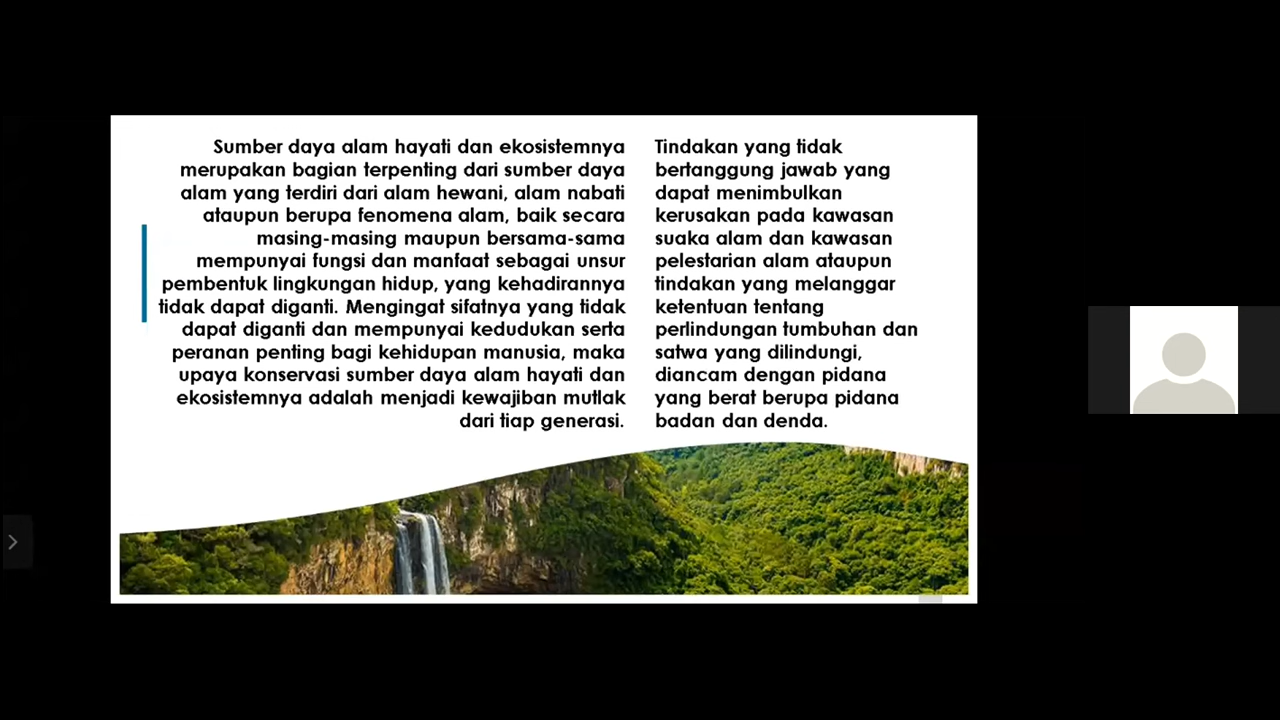 Sumber daya alam hayati dan ekosistemnya
merupakan bagian terpenting dari sumber daya
alam yang terdiri dari alam hewani, alam nabati
ataupun berupa fenomena alam, baik secara
masing-masing maupun bersama-sama
mempunyai fungsi dan manfaat sebagai unsur
pembentuk lingkungan hidup, yang kehadirannya
tidak dapat diganti. Mengingat sifatnya yang tidak
dapat diganti dan mempunyai kedudukan serta
peranan penting bagi kehidupan manusia, maka
upaya konservasi sumber daya alam hayati dan
ekosistemnya adalah menjadi kewajiban mutlak
dari tiap generasi.
Tindakan yang tidak
bertanggung jawab yang
dapat menimbulkan
kerusakan pada kawasan
suaka alam dan kawasan
pelestarian alam ataupun
tindakan yang melanggar
ketentuan tentang
perlindungan tumbuhan dan
satwa yang dilindungi,
diancam dengan pidana
yang berat berupa pidana
badan dan denda.